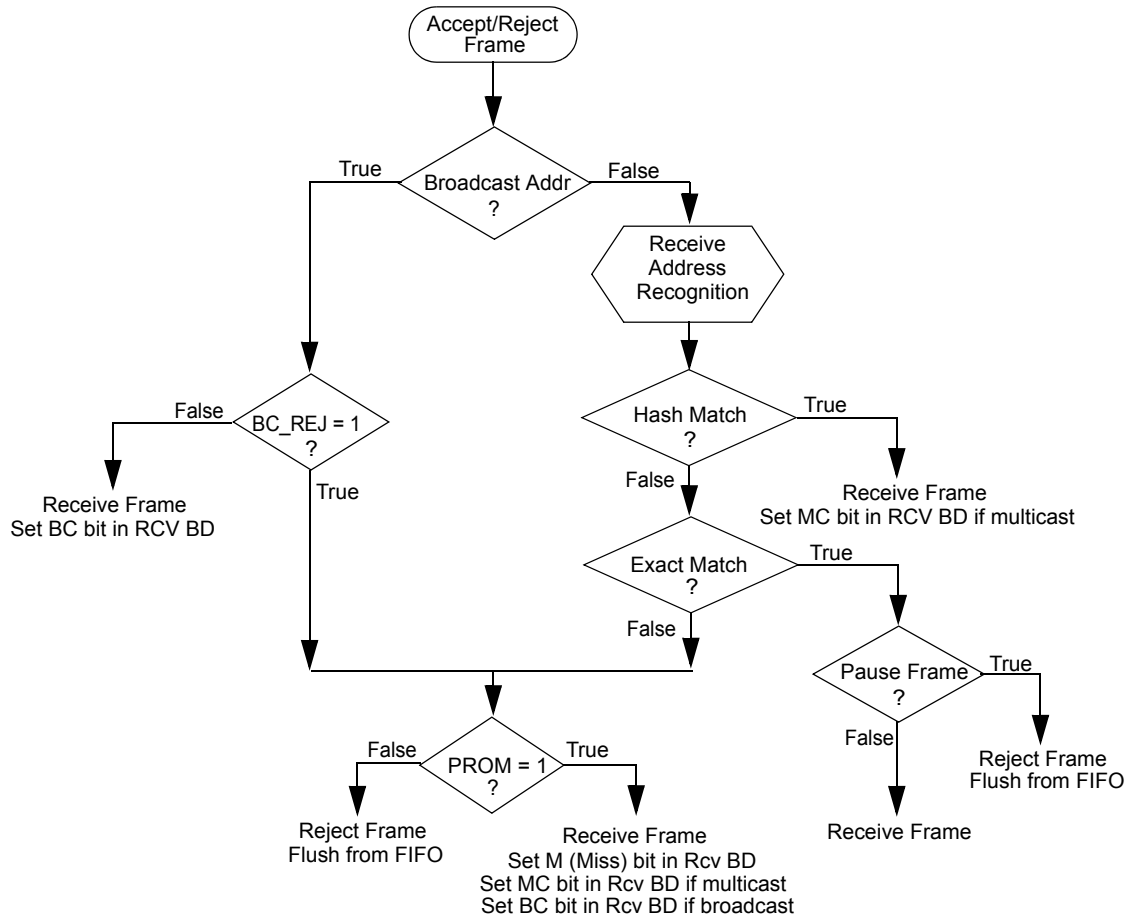 Accept/Reject
Frame
True
Broadcast Addr
?
False
Receive
Address
Recognition
False
BC_REJ = 1
?
True
Receive Frame
Set BC bit in RCV BD
Hash Match
?
True
False
Receive Frame
Set MC bit in RCV BD if multicast
Exact Match
?
True
False
Pause Frame
?
True
False
Reject Frame
Flush from FIFO
Receive Frame
False
PROM = 1
?
True
Reject Frame
Flush from FIFO
Receive Frame
Set M (Miss) bit in Rcv BD
Set MC bit in Rcv BD if multicast
Set BC bit in Rcv BD if broadcast